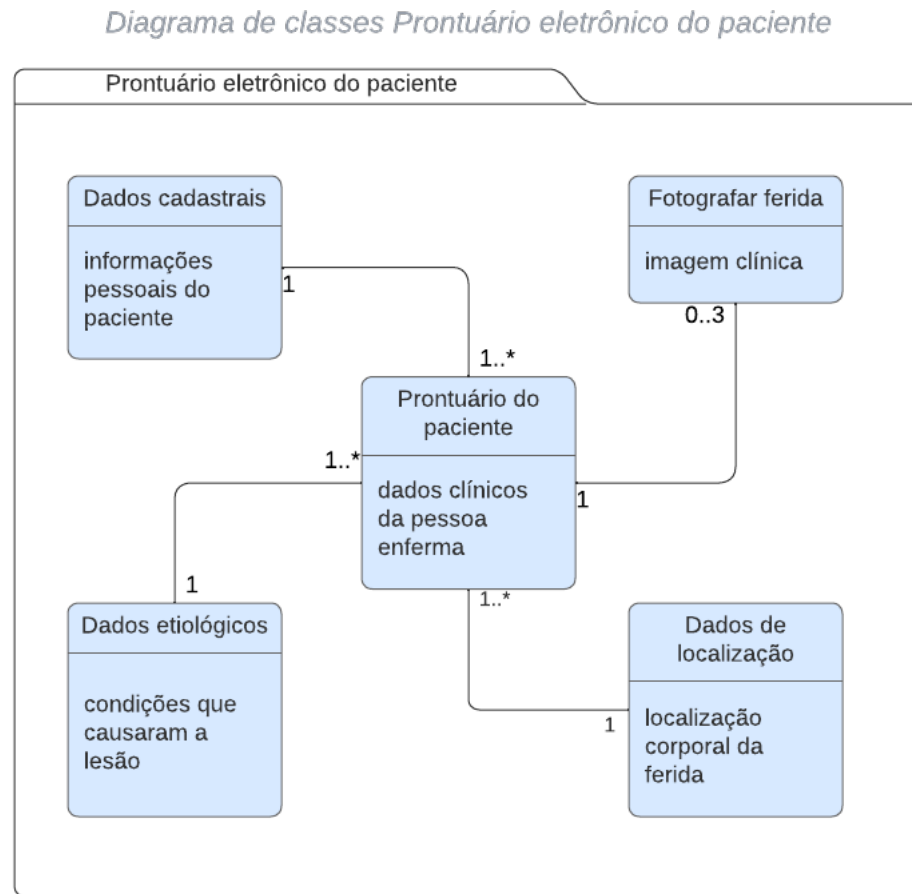 Diagrama de classes Prontuário eletrônico do paciente
Prontuário eletrônico do paciente
Dados cadastrais
informações
pessoais do
paciente
1
Fotografar ferida
imagem clínica
0..3
1..*
Prontuário do
paciente
dados clínicos
da pessoa
enferma
1..*
1
1..*
1
Dados etiológicos
condições que
causaram a
lesão
Dados de
localização
localização
corporal da
ferida
1